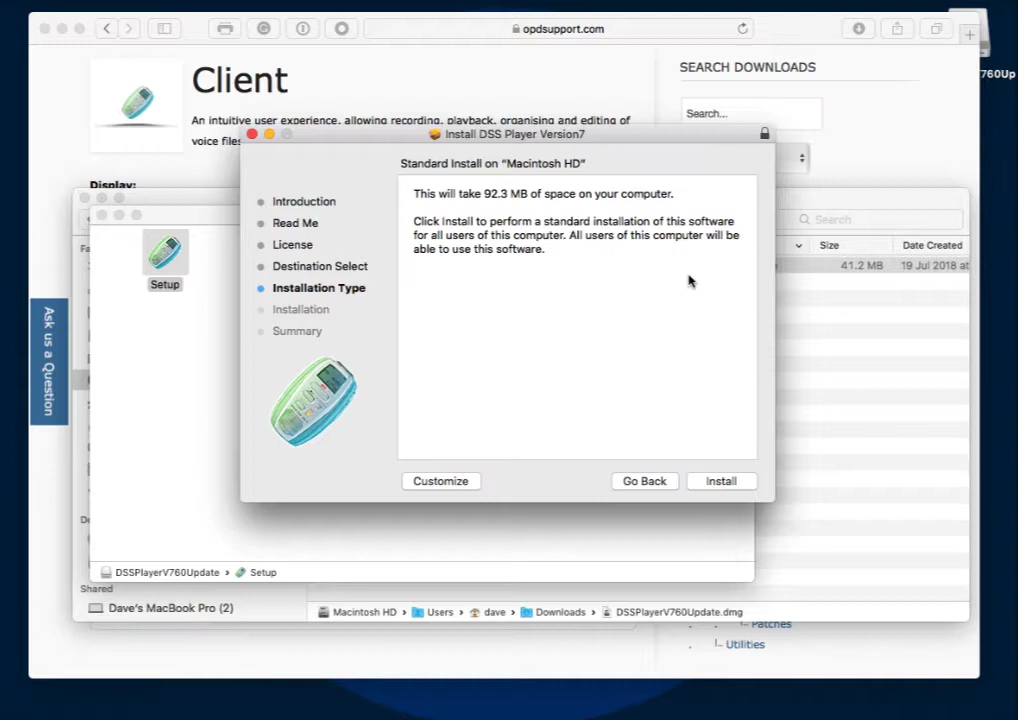 opdsupport.com
Client
An intuitive user experience, allowing recording, playback, organising and editing of
voice files
Display:
SEARCH DOWNLOADS
Search...
760Up
Install DSS Player Version7
Standard Install on "Macintosh HD"
This will take 92.3 MB of space on your computer.
Click Install to perform a standard installation of this software
for all users of this computer. All users of this computer will be
able to use this software.
Introduction
Read Me
License
Destination Select
Installation Type
Installation
Summary
Customize
Go Back
Install
Search
Size
Date Created
41.2 MB
19 Jul 2018 at
Fa
Setup
Ask us a Question
De
DSSPlayerV760Update › Setup
Shared
Dave's MacBook Pro (2)
Macintosh HD › Users › dave › Downloads › DSSPlayerV760Update.dmg
Patches
Utilities